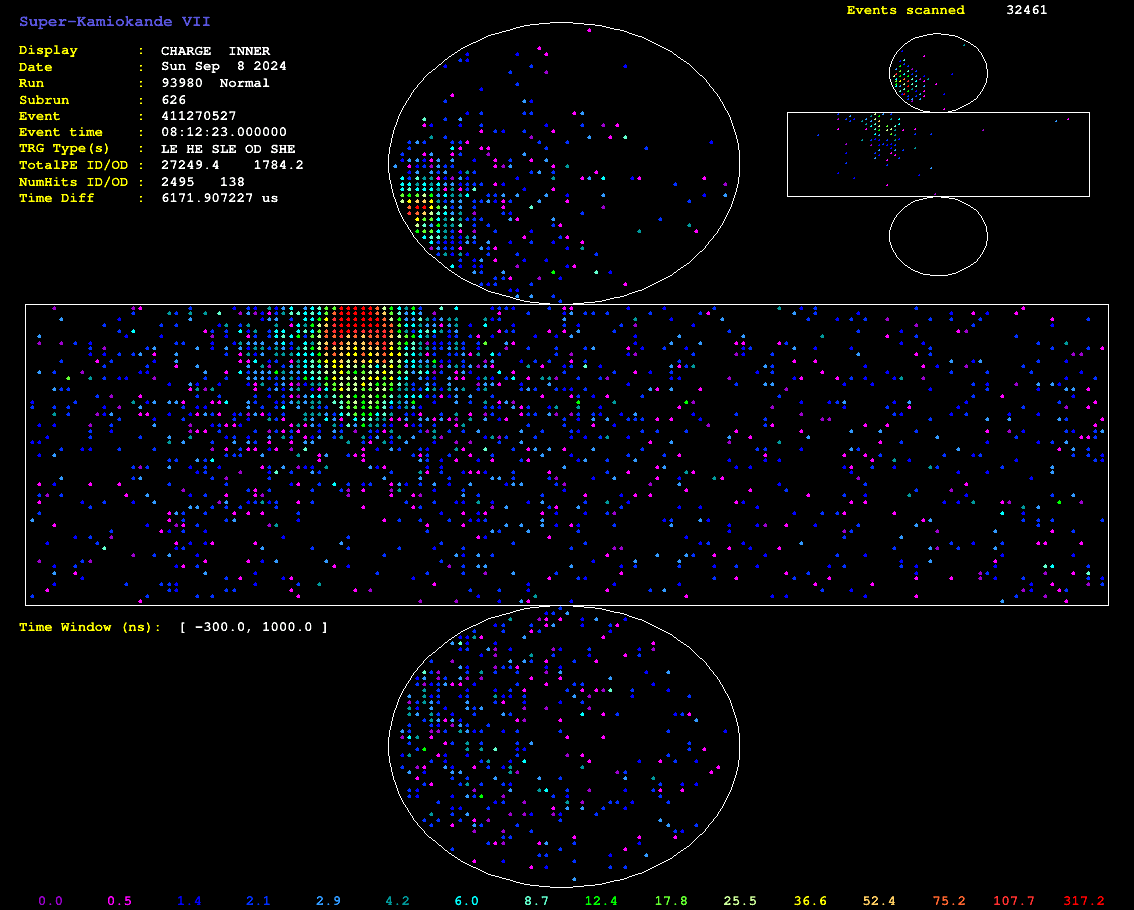 Super-Kamiokande VII
Events scanned 32461
Display : CHARGE INNER
Date : Sun Sep 8 2024
Run : 93980 Normal
Subrun : 626
Event : 411270527
Event time : 08:12:23.000000
TRG Type(s) : LE HE SLE OD SHE
TotalPE ID/OD : 27249.4 1784.2
NumHits ID/OD : 2495 138
Time Diff : 6171.907227 us
Time Window (ns): [ -300.0, 1000.0 ]
0.0 0.5 1.4 2.1 2.9 4.2 6.0 8.7 12.4 17.8 25.5 36.6 52.4 75.2 107.7 317.2